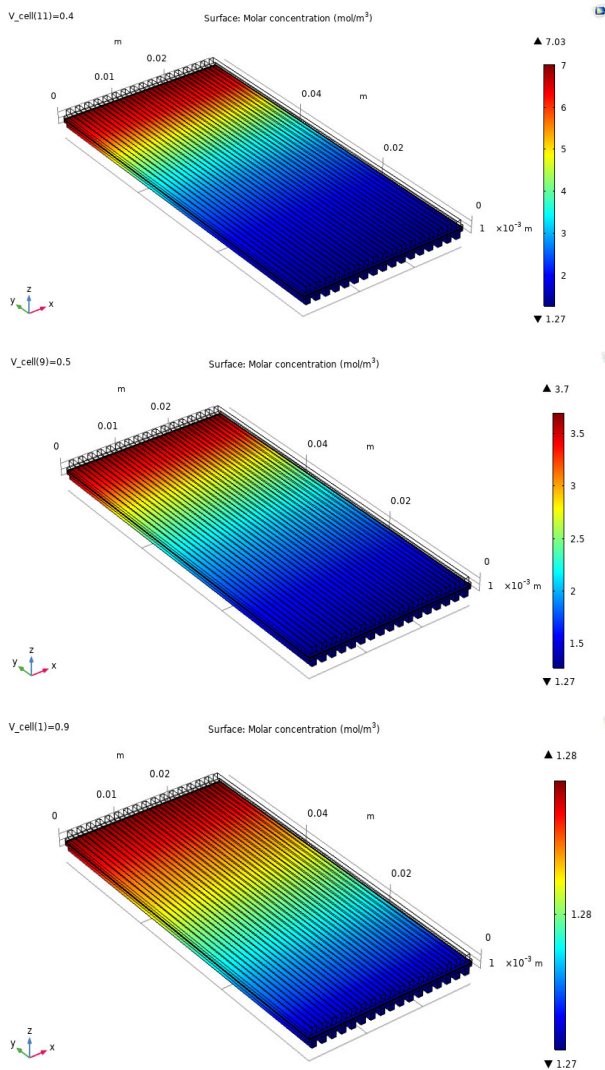 V_cell(11)=0.4
Surface: Molar concentration (mol/m³)
m
0.02
0.01
0
0.04
m
0.02
0
1 ×10⁻³ m
▲ 7.03
7
6
5
4
3
2
▼ 1.27
y z x
V_cell(9)=0.5
Surface: Molar concentration (mol/m³)
m
0.02
0.01
0
0.04
m
0.02
0
1 ×10⁻³ m
▲ 3.7
3.5
3
2.5
2
1.5
▼ 1.27
y z x
V_cell(1)=0.9
Surface: Molar concentration (mol/m³)
m
0.02
0.01
0
0.04
m
0.02
0
1 ×10⁻³ m
▲ 1.28
1.28
▼ 1.27
y z x